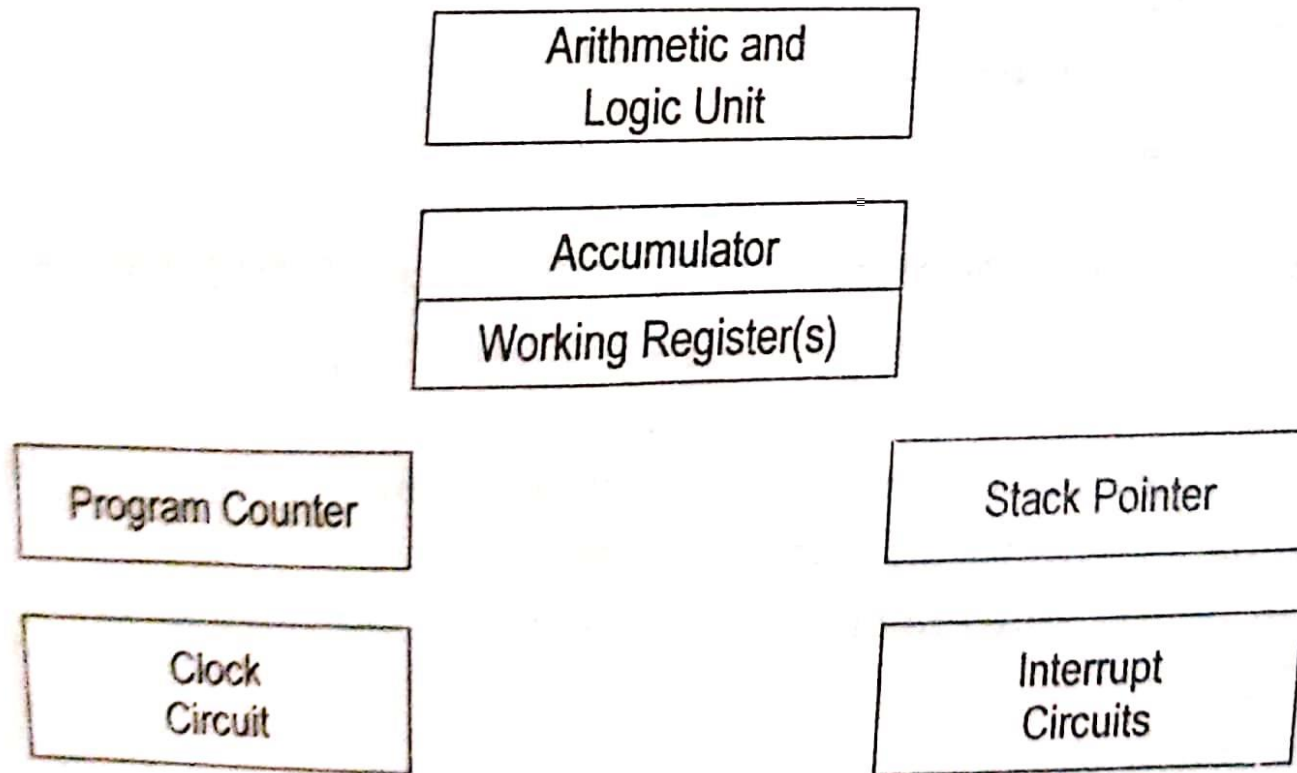 Arithmetic and
Logic Unit
Accumulator
Working Register(s)
Program Counter
Stack Pointer
Clock
Circuit
Interrupt
Circuits